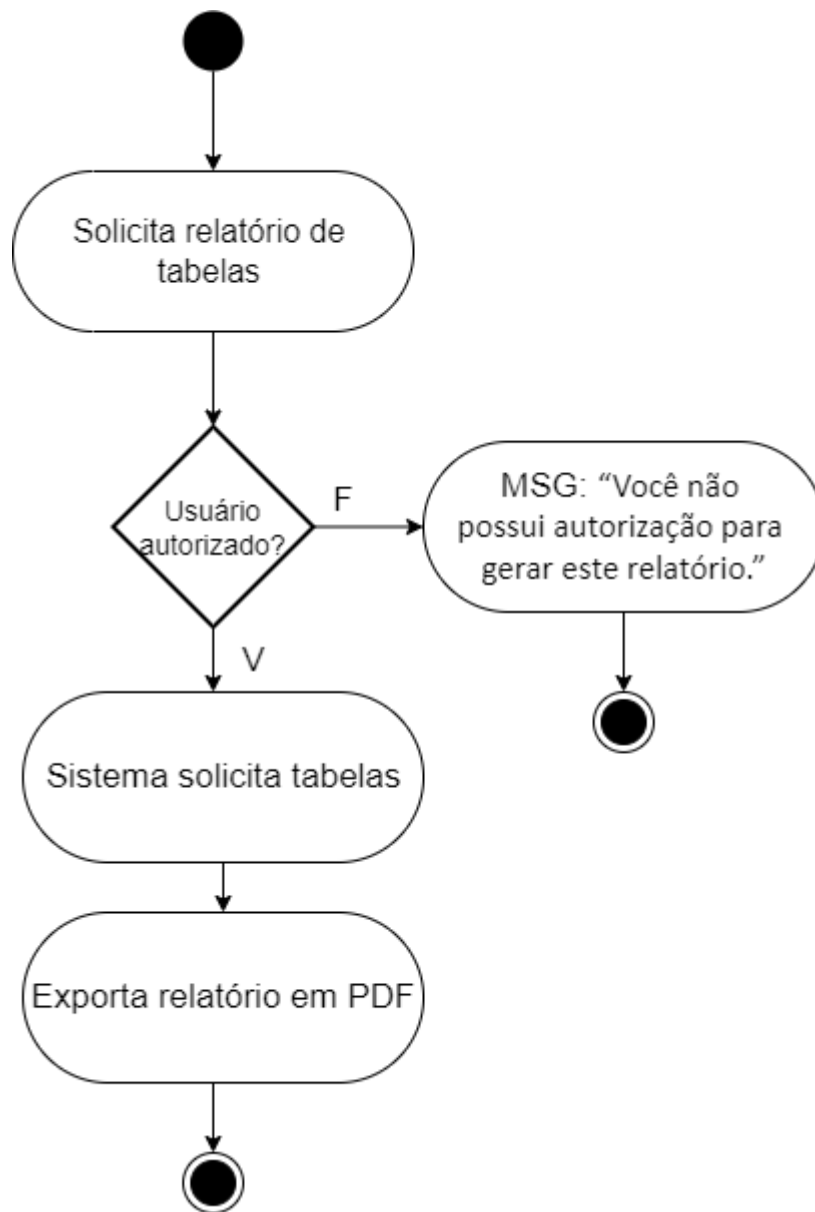 Solicita relatório de
tabelas
Usuário
autorizado?
F
MSG: “Você não
possui autorização para
gerar este relatório.”
V
Sistema solicita tabelas
Exporta relatório em PDF